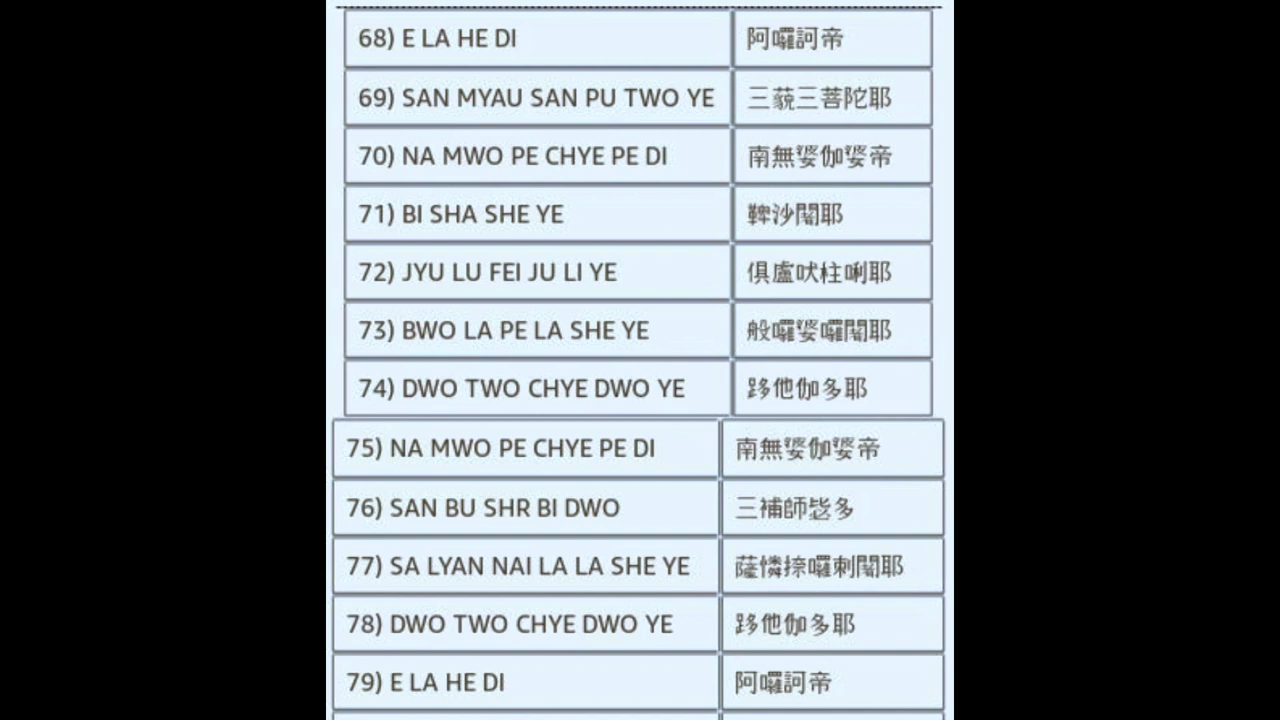 68) E LA HE DI 阿囉訶帝
69) SAN MYAU SAN PU TWO YE 三藐三菩陀耶
70) NA MWO PE CHYE PE DI 南無婆伽婆帝
71) BI SHA SHE YE 鞞沙闍耶
72) JYU LU FEI JU LI YE 俱盧吠柱唎耶
73) BWO LA PE LA SHE YE 般囉婆囉闍耶
74) DWO TWO CHYE DWO YE 跢他伽多耶
75) NA MWO PE CHYE PE DI 南無婆伽婆帝
76) SAN BU SHR BI DWO 三補師毖多
77) SA LYAN NAI LA LA SHE YE 薩憐捺囉剌闍耶
78) DWO TWO CHYE DWO YE 跢他伽多耶
79) E LA HE DI 阿囉訶帝